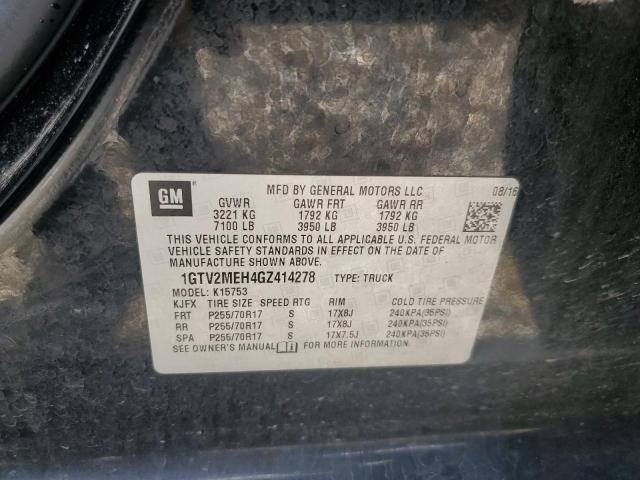 GM
MFD BY GENERAL MOTORS LLC 08/16
GVWR GAWR FRT GAWR RR
3221 KG 1792 KG 1792 KG
7100 LB 3950 LB 3950 LB
THIS VEHICLE CONFORMS TO ALL APPLICABLE U.S. FEDERAL MOTOR
VEHICLE SAFETY STANDARDS IN EFFECT ON THE DATE OF
MANUFACTURE SHOWN ABOVE.
1GTV2MEH4GZ414278 TYPE: TRUCK
MODEL: K15753
KJFX TIRE SIZE SPEED RTG RIM COLD TIRE PRESSURE
FRT P255/70R17 S 17X8J 240KPA(35PSI)
RR P255/70R17 S 17X8J 240KPA(35PSI)
SPA P255/70R17 S 17X7.5J 240KPA(35PSI)
SEE OWNER'S MANUAL FOR MORE INFORMATION.